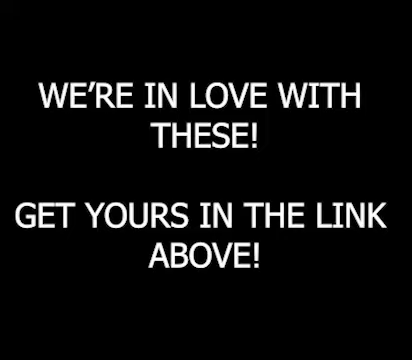 WE’RE IN LOVE WITH
THESE!
GET YOURS IN THE LINK
ABOVE!